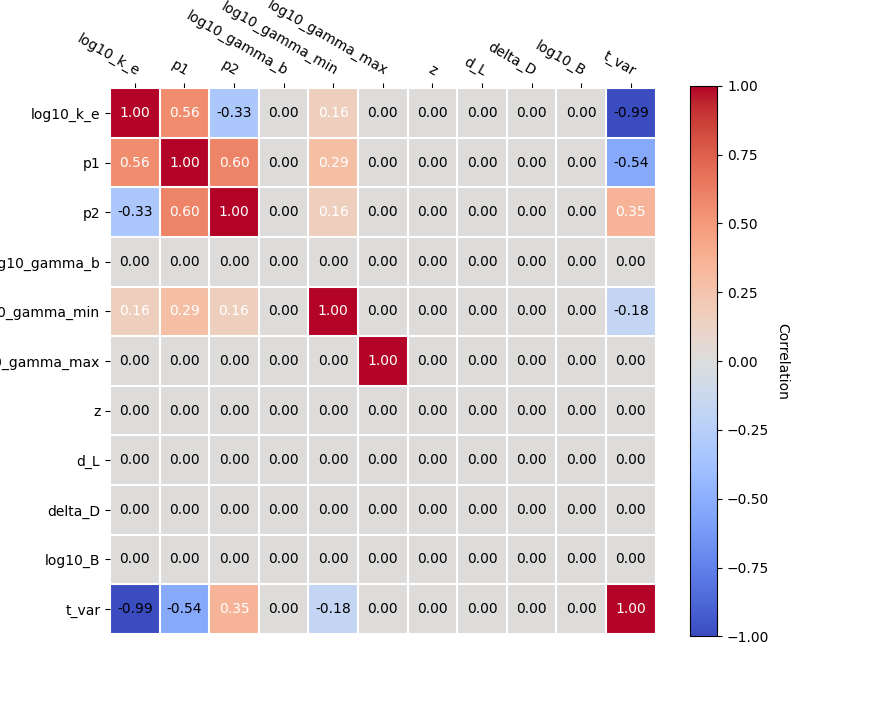 log10_k_e p1 p2 log10_gamma_b log10_gamma_min log10_gamma_max z d_L delta_D log10_B t_var
log10_k_e 1.00 0.56 -0.33 0.00 0.16 0.00 0.00 0.00 0.00 0.00 -0.99
p1 0.56 1.00 0.60 0.00 0.29 0.00 0.00 0.00 0.00 0.00 -0.54
p2 -0.33 0.60 1.00 0.00 0.16 0.00 0.00 0.00 0.00 0.00 0.35
g10_gamma_b 0.00 0.00 0.00 0.00 0.00 0.00 0.00 0.00 0.00 0.00 0.00
0_gamma_min 0.16 0.29 0.16 0.00 1.00 0.00 0.00 0.00 0.00 0.00 -0.18
0_gamma_max 0.00 0.00 0.00 0.00 0.00 1.00 0.00 0.00 0.00 0.00 0.00
z 0.00 0.00 0.00 0.00 0.00 0.00 0.00 0.00 0.00 0.00 0.00
d_L 0.00 0.00 0.00 0.00 0.00 0.00 0.00 0.00 0.00 0.00 0.00
delta_D 0.00 0.00 0.00 0.00 0.00 0.00 0.00 0.00 0.00 0.00 0.00
log10_B 0.00 0.00 0.00 0.00 0.00 0.00 0.00 0.00 0.00 0.00 0.00
t_var -0.99 -0.54 0.35 0.00 -0.18 0.00 0.00 0.00 0.00 0.00 1.00
1.00
0.75
0.50
0.25
0.00
−0.25
−0.50
−0.75
−1.00
Correlation